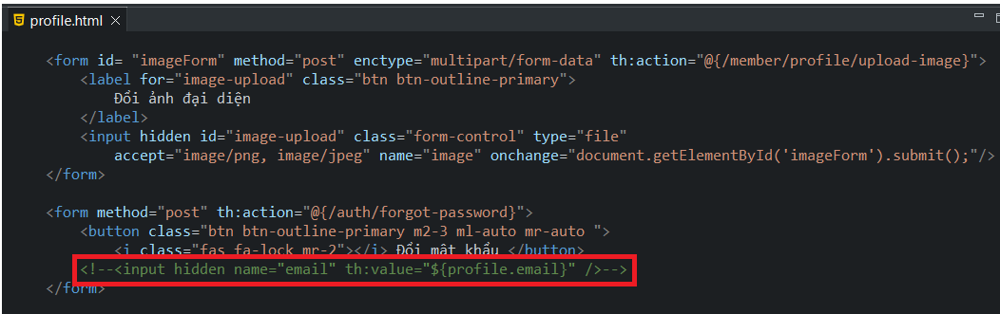 profile.html
<form id= "imageForm" method="post" enctype="multipart/form-data" th:action="@{/member/profile/upload-image}">
<label for="image-upload" class="btn btn-outline-primary">
Đổi ảnh đại diện
</label>
<input hidden id="image-upload" class="form-control" type="file"
accept="image/png, image/jpeg" name="image" onchange="document.getElementById('imageForm').submit();"/>
</form>
<form method="post" th:action="@{/auth/forgot-password}">
<button class="btn btn-outline-primary m2-3 ml-auto mr-auto ">
<i class="fas fa-lock mr-2"></i> Đổi mật khẩu </button>
<!--<input hidden name="email" th:value="${profile.email}" />-->
</form>